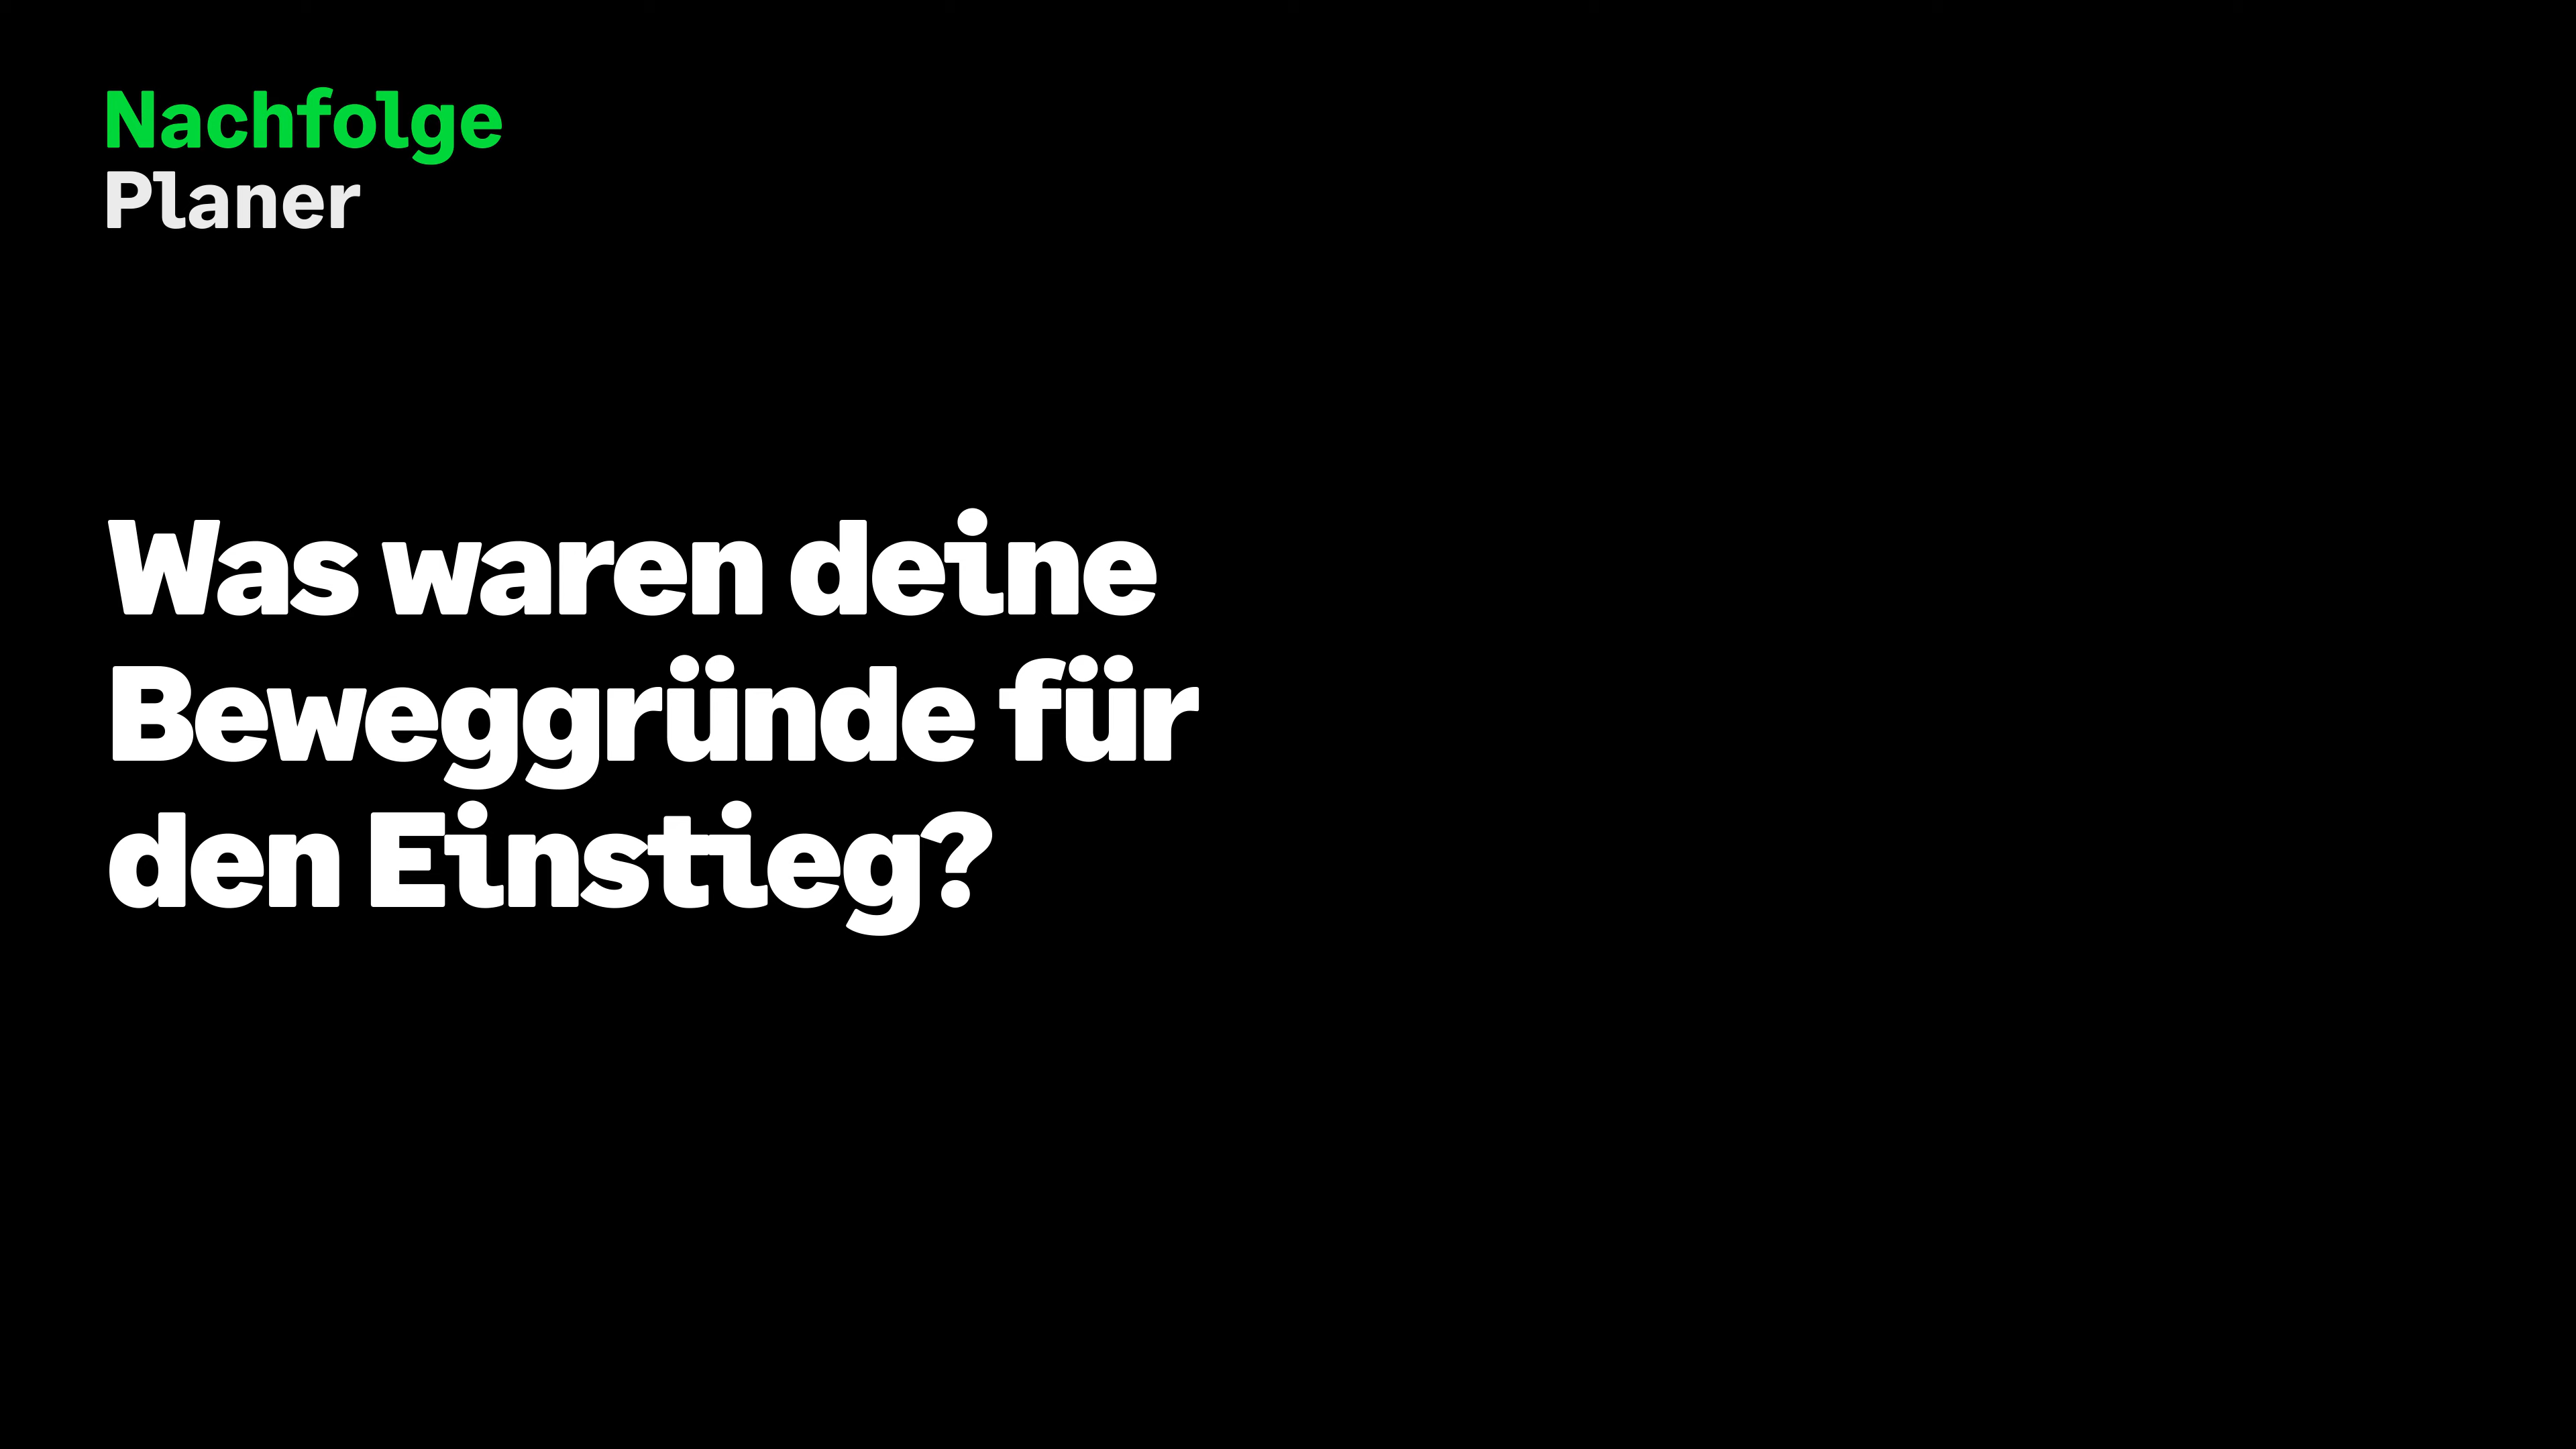 Nachfolge
Planer
Was waren deine
Beweggründe für
den Einstieg?